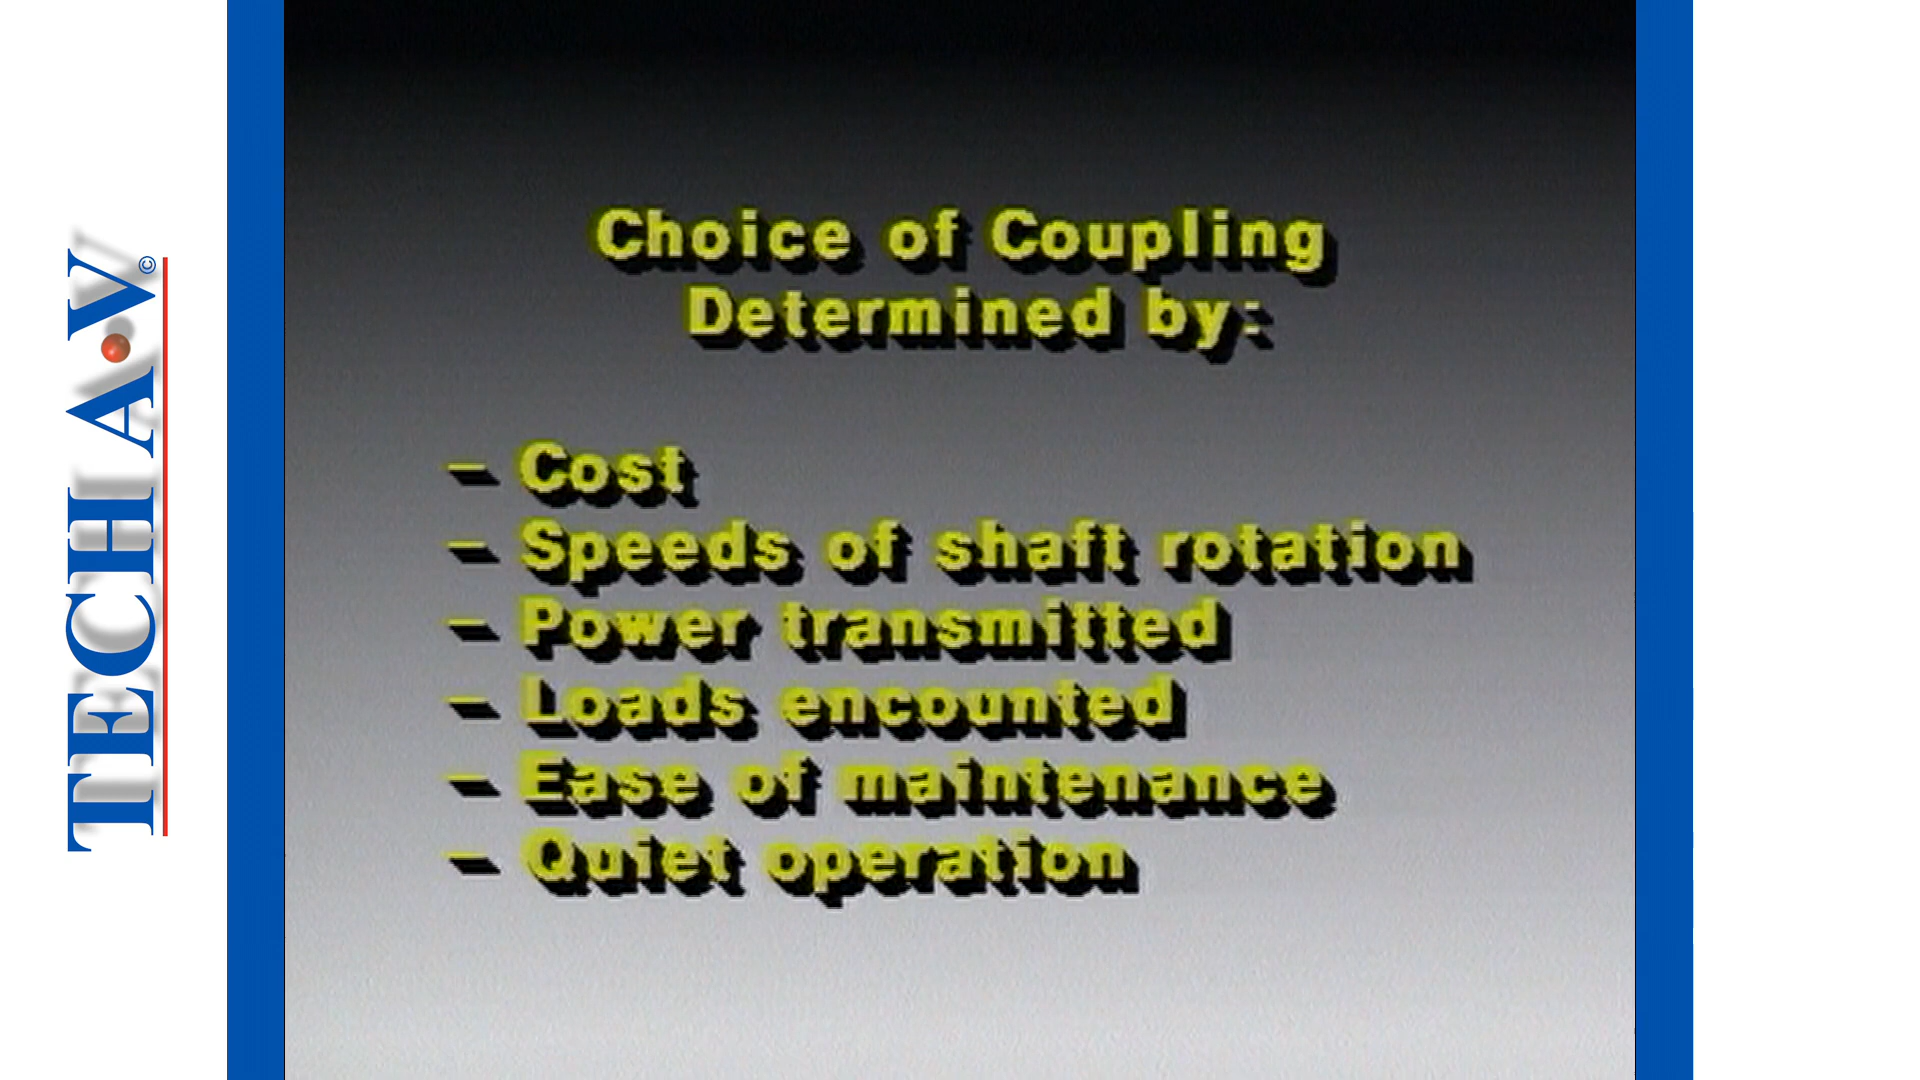 TECH AV©
Choice of Coupling
Determined by:
- Cost
- Speeds of shaft rotation
- Power transmitted
- Loads encounted
- Ease of maintenance
- Quiet operation